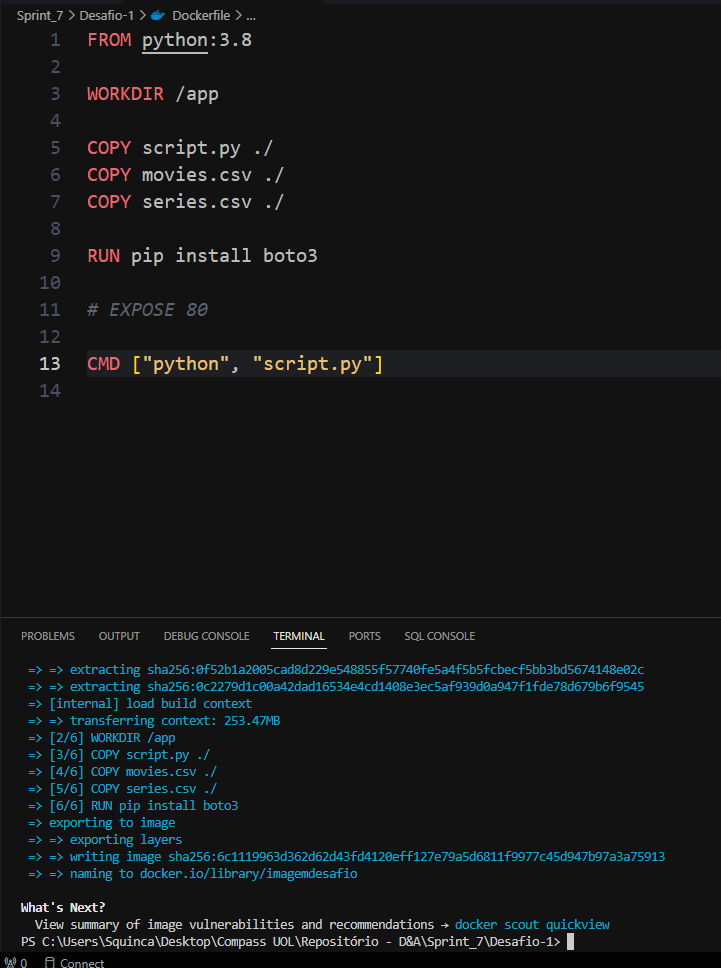 Sprint_7 > Desafio-1 > Dockerfile > ...
1 FROM python:3.8
2
3 WORKDIR /app
4
5 COPY script.py ./
6 COPY movies.csv ./
7 COPY series.csv ./
8
9 RUN pip install boto3
10
11 # EXPOSE 80
12
13 CMD ["python", "script.py"]
14
PROBLEMS OUTPUT DEBUG CONSOLE TERMINAL PORTS SQL CONSOLE
=> => extracting sha256:0f52b1a2005cad8d229e548855f57740fe5a4f5b5fcbecf5bb3bd5674148e02c
=> => extracting sha256:0c2279d1c00a42dad16534e4cd1408e3ec5af939d0a947f1fde78d679b6f9545
=> [internal] load build context
=> => transferring context: 253.47MB
=> [2/6] WORKDIR /app
=> [3/6] COPY script.py ./
=> [4/6] COPY movies.csv ./
=> [5/6] COPY series.csv ./
=> [6/6] RUN pip install boto3
=> exporting to image
=> => exporting layers
=> => writing image sha256:6c1119963d362d62d43fd4120eff127e79a5d6811f9977c45d947b97a3a75913
=> => naming to docker.io/library/imagemdesafio
What's Next?
View summary of image vulnerabilities and recommendations → docker scout quickview
PS C:\Users\Squinca\Desktop\Compass UOL\Repositório - D&A\Sprint_7\Desafio-1>
0 Connect